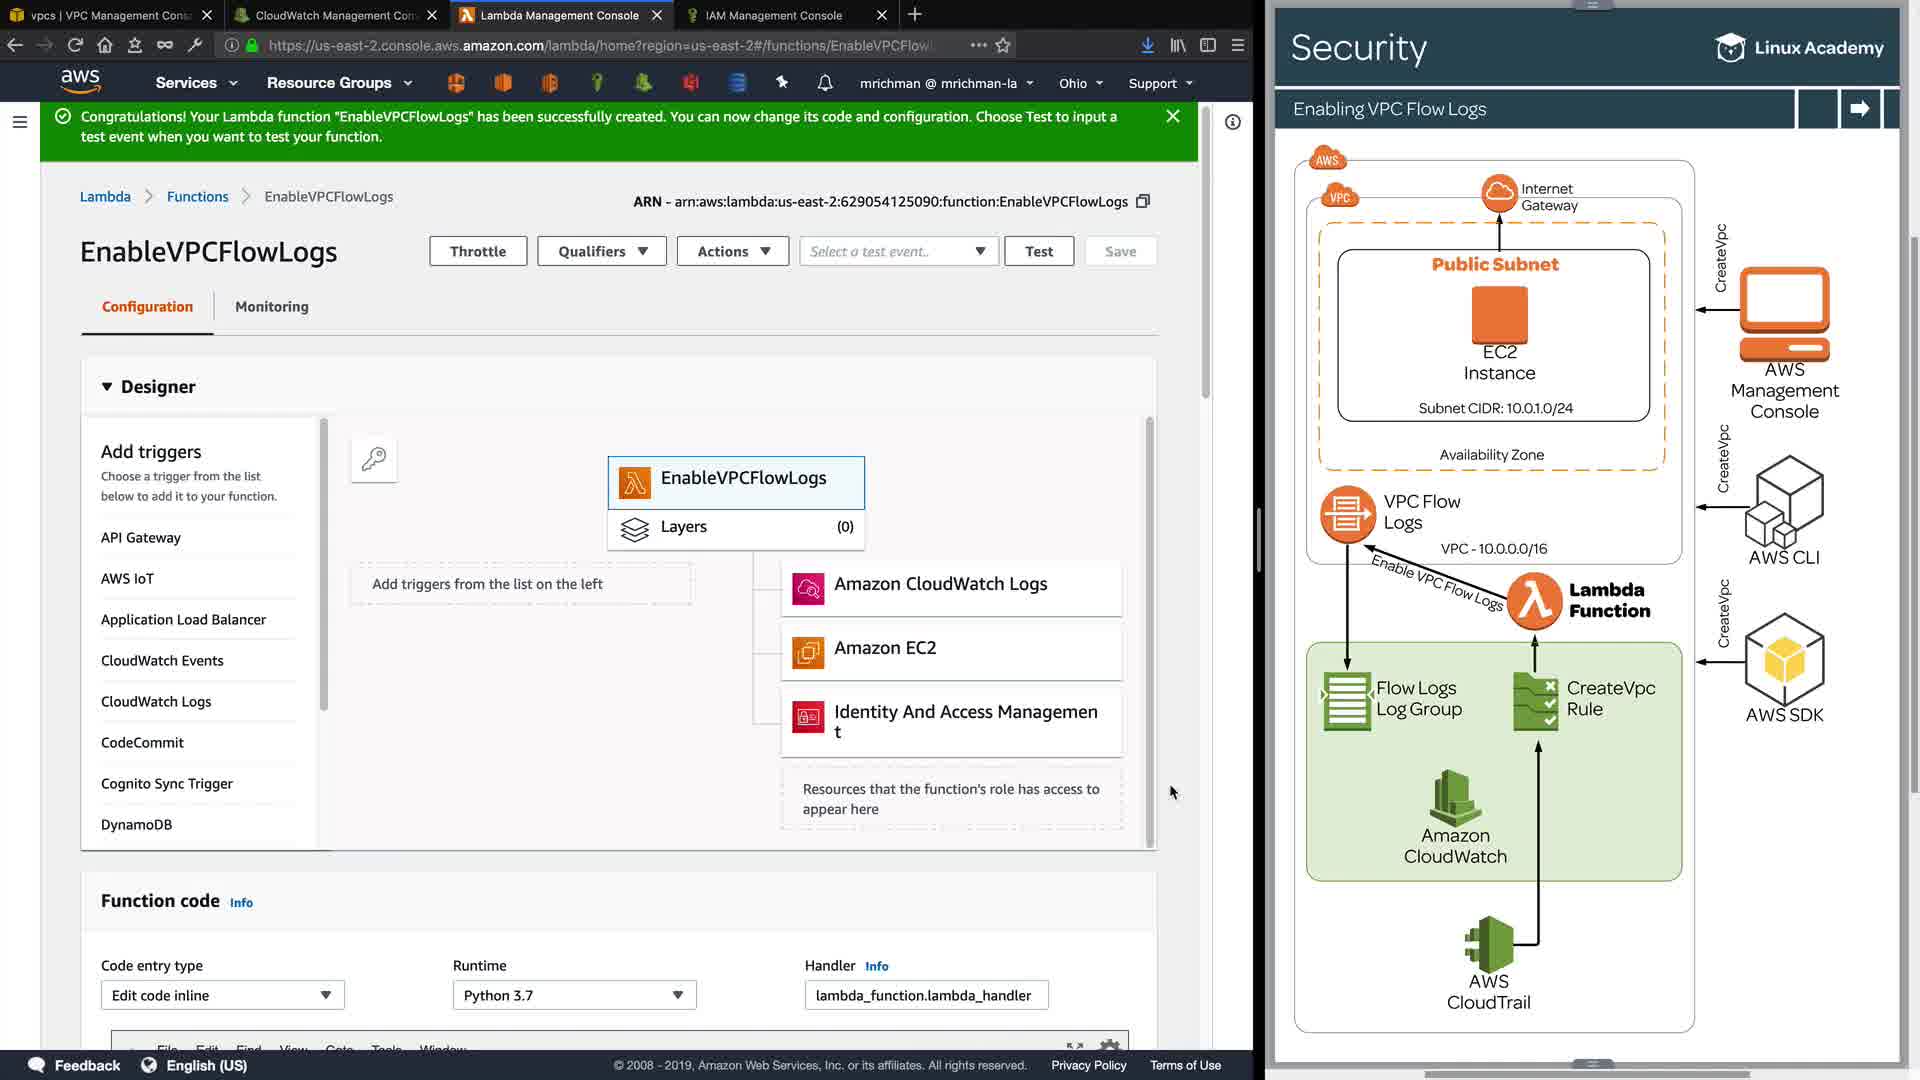 vpcs | VPC Management Cons
CloudWatch Management Con
Lambda Management Console
IAM Management Console
https://us-east-2.console.aws.amazon.com/lambda/home?region=us-east-2#/functions/EnableVPCFlowL
aws
Services
Resource Groups
mrichman @ mrichman-la
Ohio
Support
Congratulations! Your Lambda function "EnableVPCFlowLogs" has been successfully created. You can now change its code and configuration. Choose Test to input a
test event when you want to test your function.
Lambda
Functions
EnableVPCFlowLogs
ARN - arn:aws:lambda:us-east-2:629054125090:function:EnableVPCFlowLogs
EnableVPCFlowLogs
Throttle
Qualifiers
Actions
Select a test event..
Test
Save
Configuration
Monitoring
Designer
Add triggers
Choose a trigger from the list
below to add it to your function.
API Gateway
AWS IoT
Application Load Balancer
CloudWatch Events
CloudWatch Logs
CodeCommit
Cognito Sync Trigger
DynamoDB
EnableVPCFlowLogs
Layers
(0)
Add triggers from the list on the left
Amazon CloudWatch Logs
Amazon EC2
Identity And Access Managemen
t
Resources that the function's role has access to
appear here
Function code
Info
Code entry type
Edit code inline
Runtime
Python 3.7
Handler
Info
lambda_function.lambda_handler
File Edit Find View Goto Tools Window
Feedback
English (US)
© 2008 - 2019, Amazon Web Services, Inc. or its affiliates. All rights reserved.
Privacy Policy
Terms of Use
Security
Linux Academy
Enabling VPC Flow Logs
AWS
VPC
Internet
Gateway
Public Subnet
EC2
Instance
Subnet CIDR: 10.0.1.0/24
Availability Zone
VPC Flow
Logs
VPC - 10.0.0.0/16
Enable VPC Flow Logs
Lambda
Function
Flow Logs
Log Group
CreateVpc
Rule
Amazon
CloudWatch
AWS
CloudTrail
CreateVpc
AWS
Management
Console
CreateVpc
AWS CLI
CreateVpc
AWS SDK